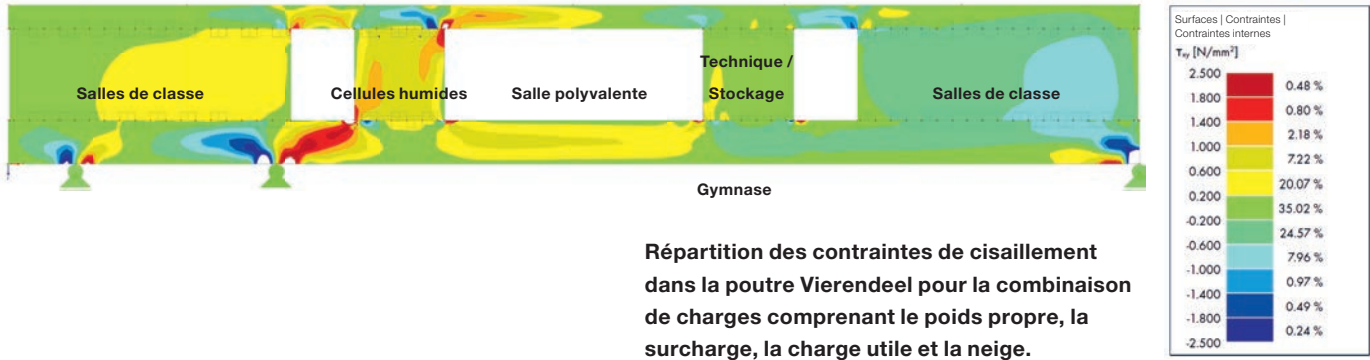 Technique /
Salles de classe
Cellules humides
Salle polyvalente
Stockage
Salles de classe
Gymnase
Répartition des contraintes de cisaillement
dans la poutre Vierendeel pour la combinaison
de charges comprenant le poids propre, la
surcharge, la charge utile et la neige.
Surfaces | Contraintes |
Contraintes internes
τxy [N/mm²]
2.500
0.48 %
1.800
0.80 %
1.400
2.18 %
1.000
7.22 %
0.600
20.07 %
0.200
35.02 %
-0.200
24.57 %
-0.600
7.96 %
-1.000
0.97 %
-1.400
0.49 %
-1.800
0.24 %
-2.500